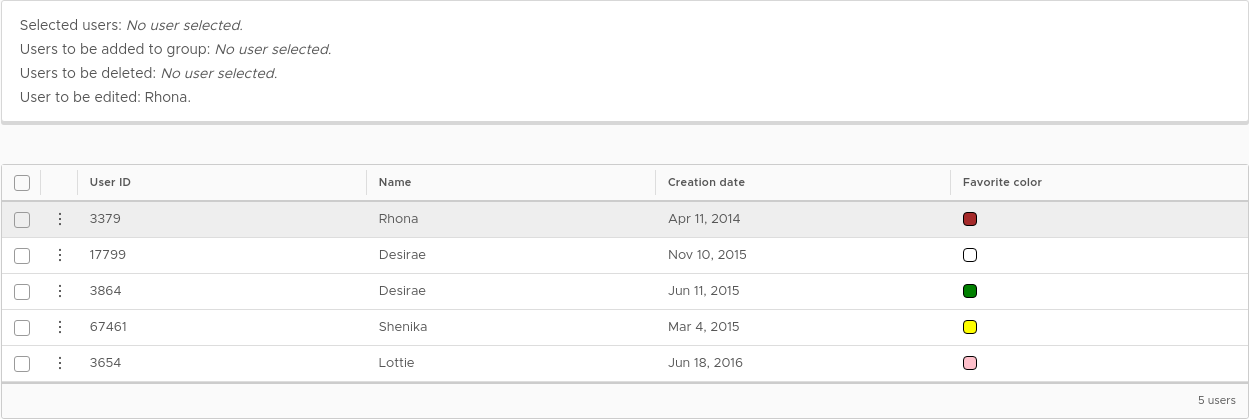 Selected users: No user selected.
Users to be added to group: No user selected.
Users to be deleted: No user selected.
User to be edited: Rhona.
User ID Name Creation date Favorite color
3379 Rhona Apr 11, 2014
17799 Desirae Nov 10, 2015
3864 Desirae Jun 11, 2015
67461 Shenika Mar 4, 2015
3654 Lottie Jun 18, 2016
5 users